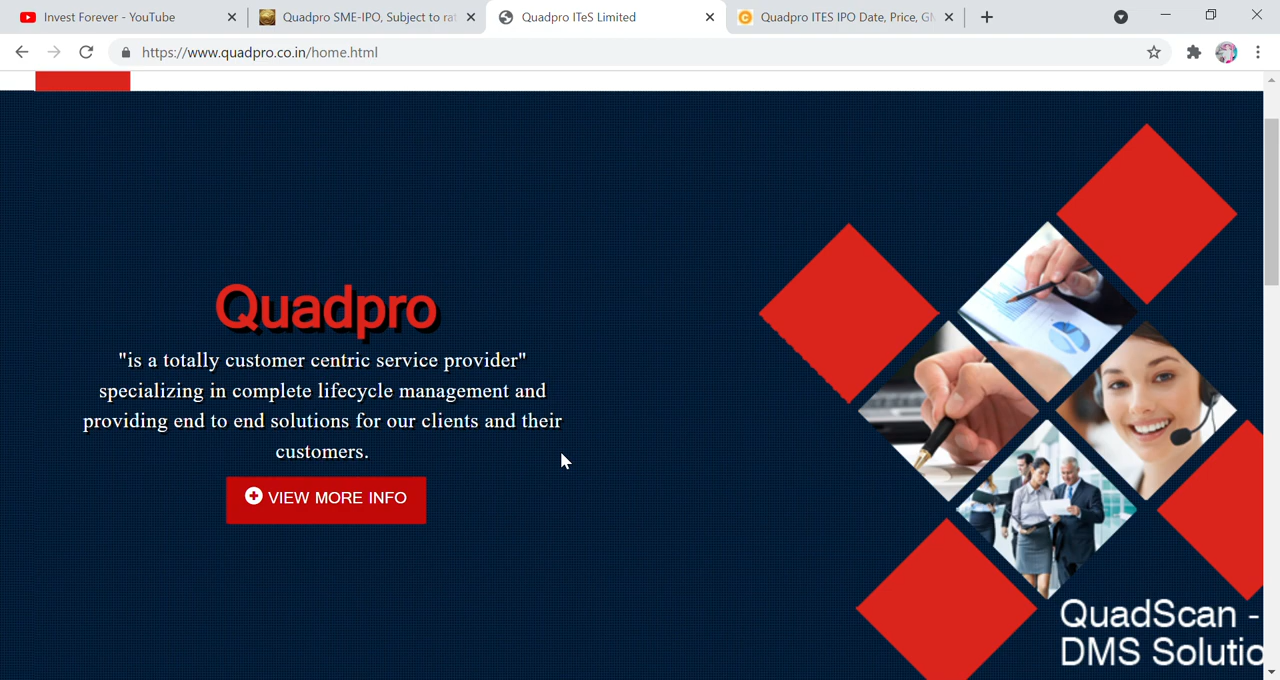 Invest Forever - YouTube
Quadpro SME-IPO, Subject to rat
Quadpro ITeS Limited
Quadpro ITES IPO Date, Price, GM
https://www.quadpro.co.in/home.html
Quadpro
"is a totally customer centric service provider"
specializing in complete lifecycle management and
providing end to end solutions for our clients and their
customers.
VIEW MORE INFO
QuadScan -
DMS Solutio